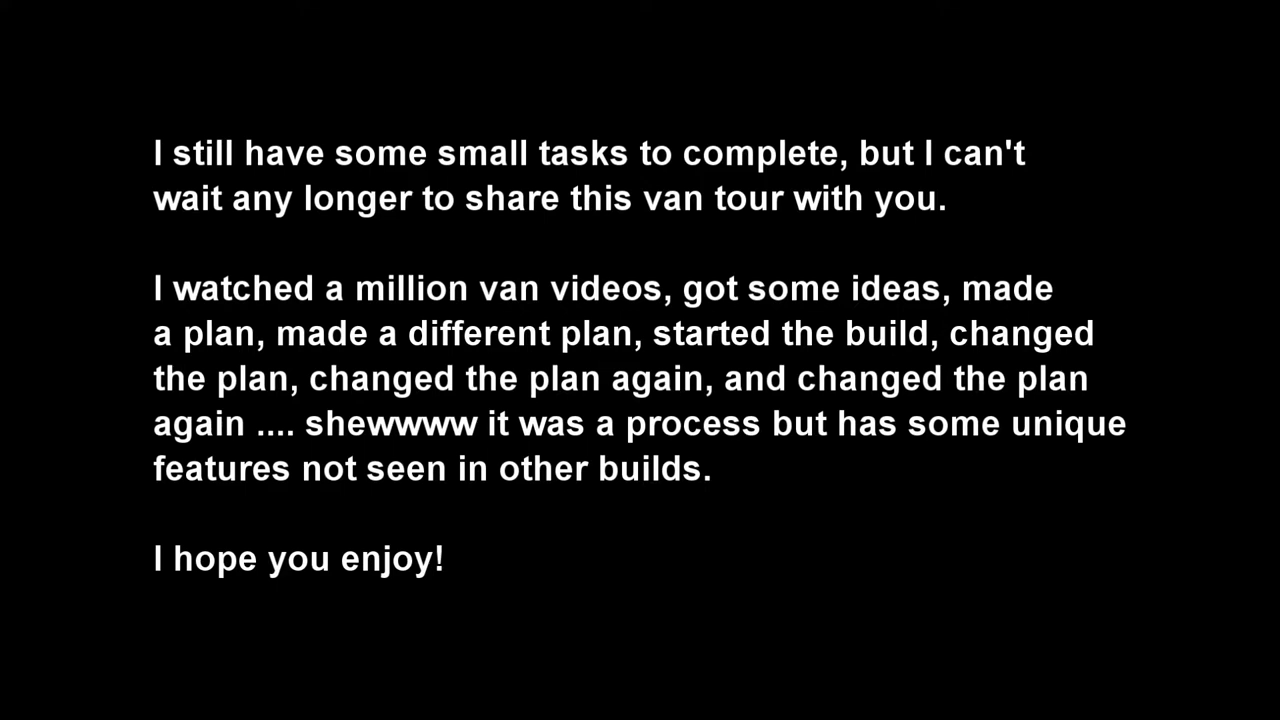 I still have some small tasks to complete, but I can't
wait any longer to share this van tour with you.
I watched a million van videos, got some ideas, made
a plan, made a different plan, started the build, changed
the plan, changed the plan again, and changed the plan
again .... shewwww it was a process but has some unique
features not seen in other builds.
I hope you enjoy!